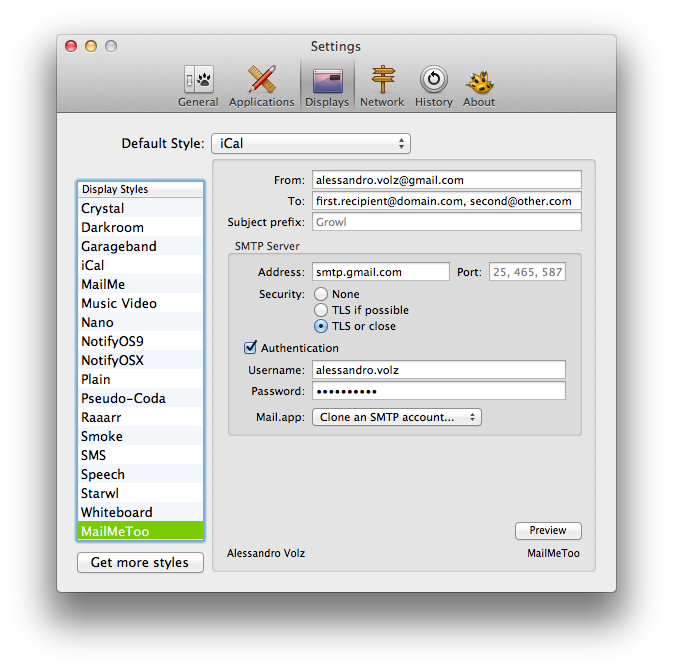 Settings
General Applications Displays Network History About
Default Style: iCal
Display Styles
Crystal
Darkroom
Garageband
iCal
MailMe
Music Video
Nano
NotifyOS9
NotifyOSX
Plain
Pseudo-Coda
Raaarr
Smoke
SMS
Speech
Starwl
Whiteboard
MailMeToo
Get more styles
From: alessandro.volz@gmail.com
To: first.recipient@domain.com, second@other.com
Subject prefix: Growl
SMTP Server
Address: smtp.gmail.com Port: 25, 465, 587
Security: None
TLS if possible
TLS or close
Authentication
Username: alessandro.volz
Password: ••••••••••
Mail.app: Clone an SMTP account...
Preview
Alessandro Volz MailMeToo